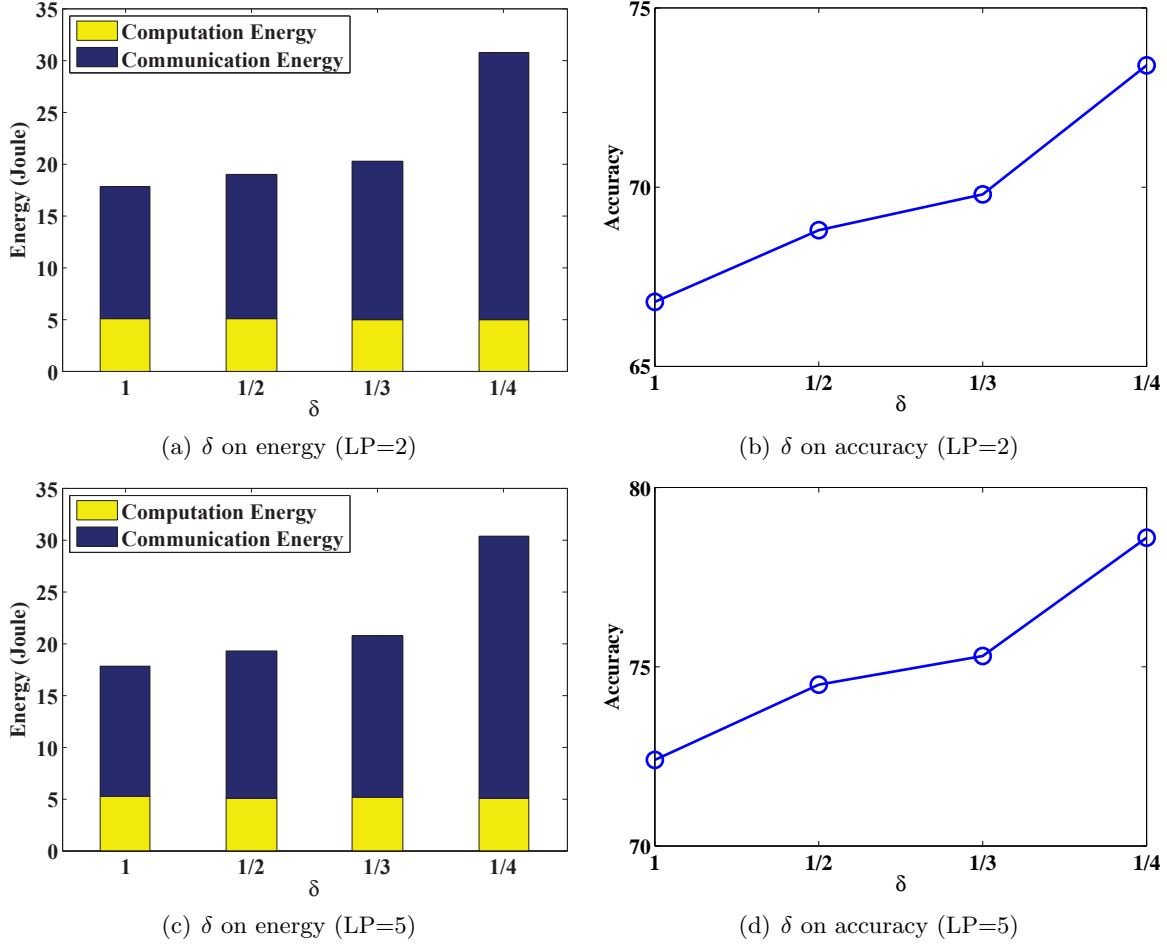 35
30
25
20
15
10
5
0
Energy (Joule)
Computation Energy
Communication Energy
1 1/2 1/3 1/4
δ
(a) δ on energy (LP=2)
75
70
65
Accuracy
1 1/2 1/3 1/4
δ
(b) δ on accuracy (LP=2)
35
30
25
20
15
10
5
0
Energy (Joule)
Computation Energy
Communication Energy
1 1/2 1/3 1/4
δ
(c) δ on energy (LP=5)
80
75
70
Accuracy
1 1/2 1/3 1/4
δ
(d) δ on accuracy (LP=5)